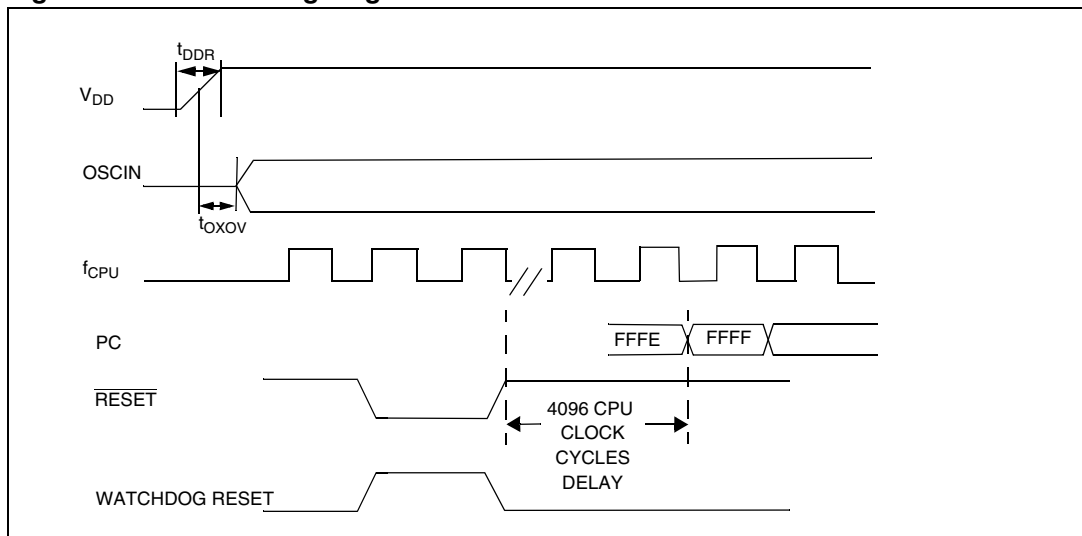 tDDR
VDD
OSCIN
tOXOV
fCPU
PC
FFFE
FFFF
RESET
4096 CPU
CLOCK
CYCLES
DELAY
WATCHDOG RESET